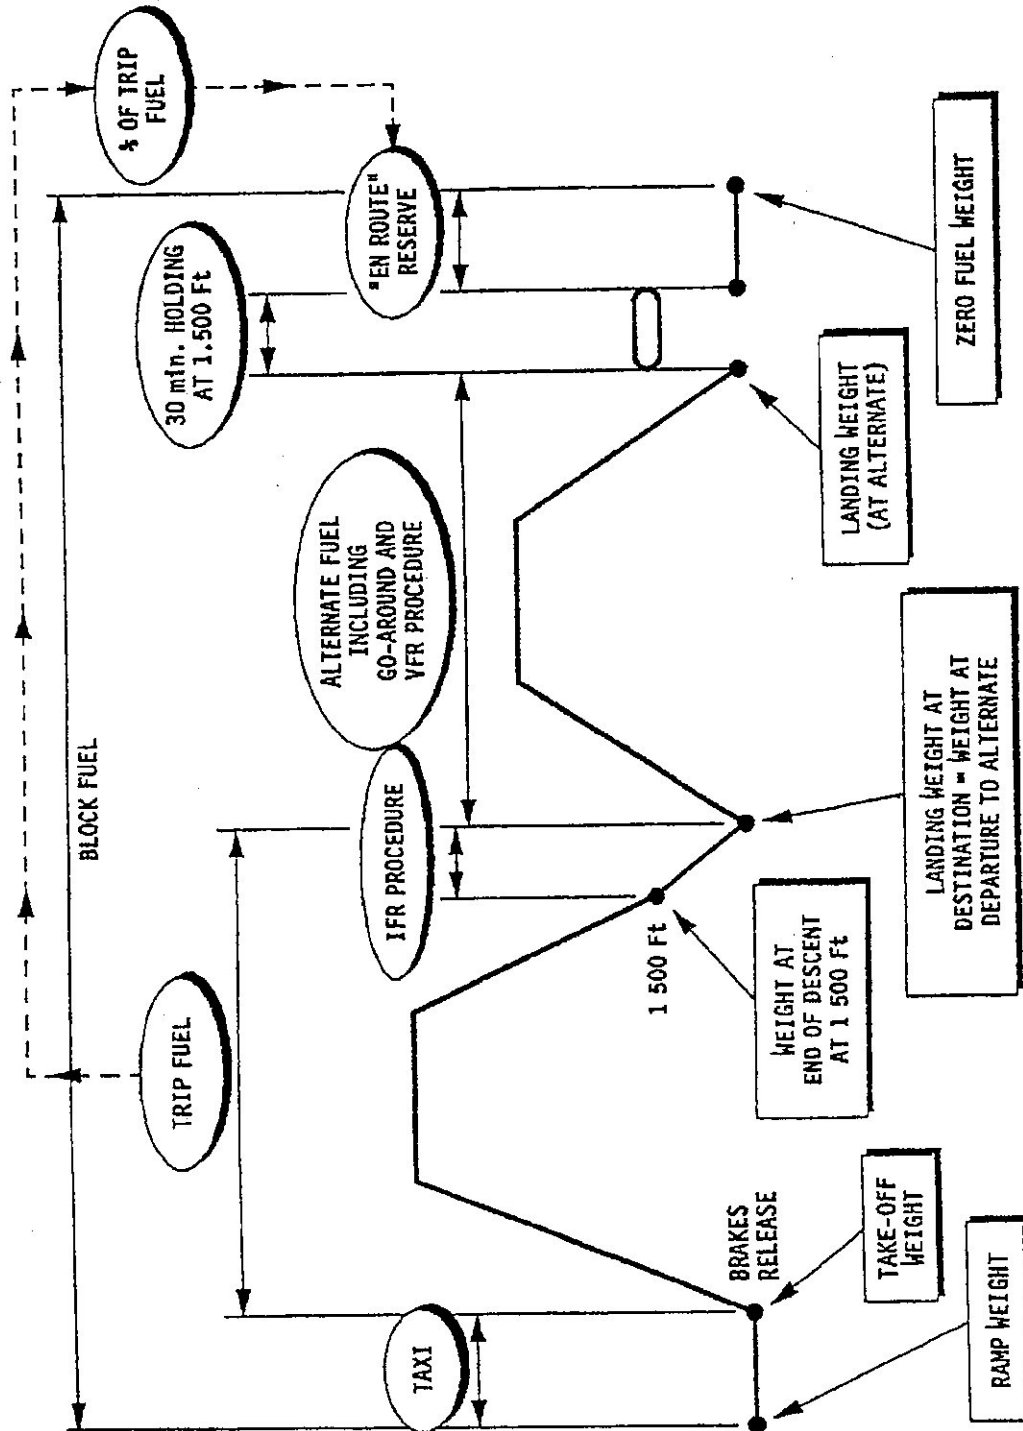 % OF TRIP
FUEL
BLOCK FUEL
30 min. HOLDING
AT 1.500 Ft
"EN ROUTE"
RESERVE
TRIP FUEL
ALTERNATE FUEL
INCLUDING
GO-AROUND AND
VFR PROCEDURE
IFR PROCEDURE
TAXI
1 500 Ft
BRAKES
RELEASE
RAMP WEIGHT
TAKE-OFF
WEIGHT
WEIGHT AT
END OF DESCENT
AT 1 500 Ft
LANDING WEIGHT AT
DESTINATION = WEIGHT AT
DEPARTURE TO ALTERNATE
LANDING WEIGHT
(AT ALTERNATE)
ZERO FUEL WEIGHT